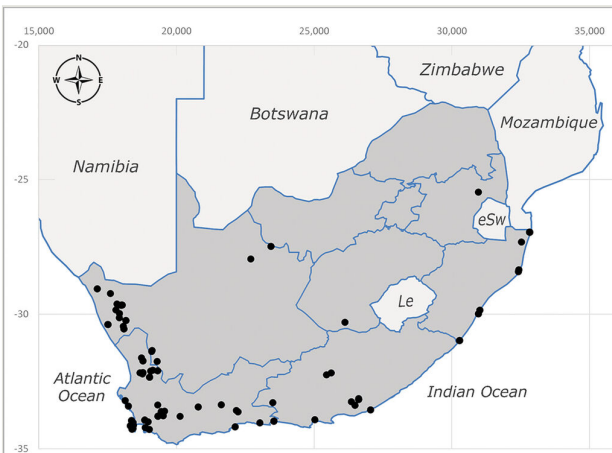 15,000 20,000 25,000 30,000 35,000
-20
N
W E
S
Zimbabwe
Botswana
Mozambique
Namibia
-25
eSw
Le
-30
Atlantic
Ocean
Indian Ocean
-35